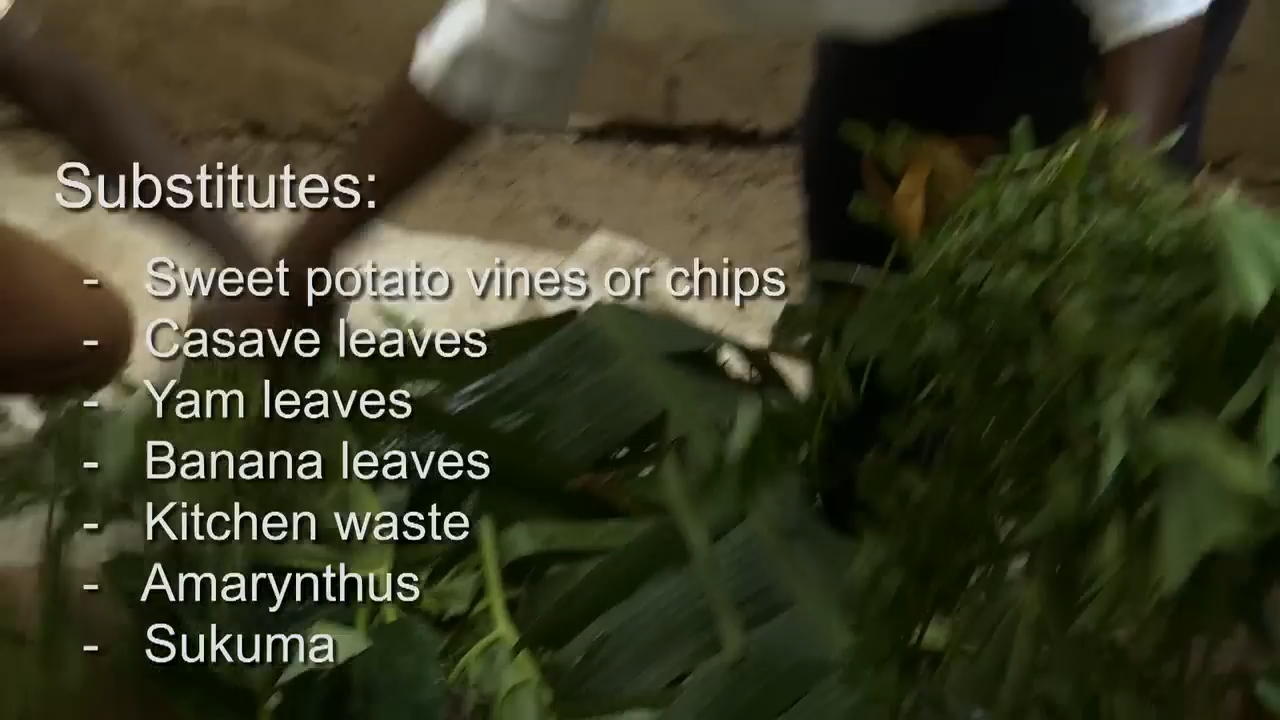 Substitutes:
- Sweet potato vines or chips
- Casave leaves
- Yam leaves
- Banana leaves
- Kitchen waste
- Amarynthus
- Sukuma